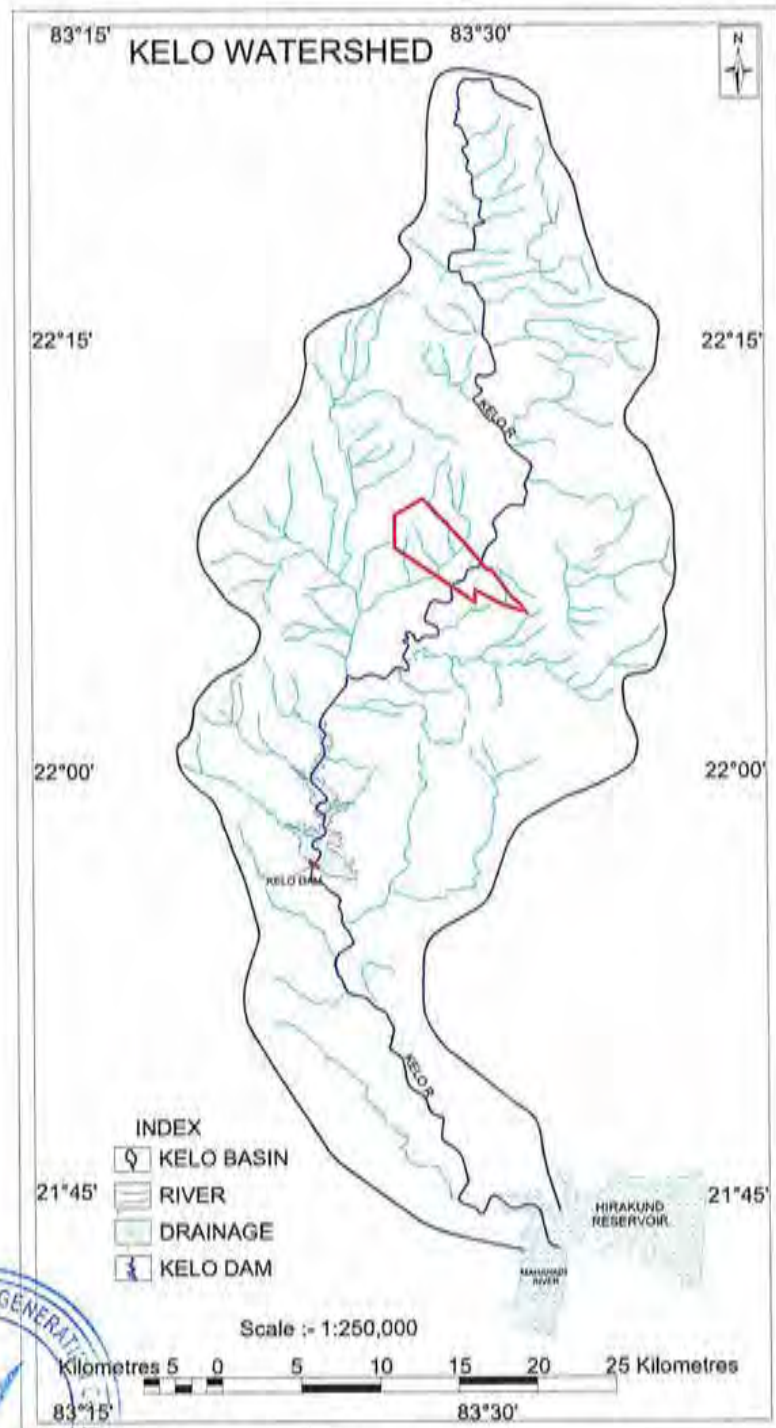 83°15' 83°30'
KELO WATERSHED
N
22°15' 22°15'
KELO R.
22°00' 22°00'
KELO DAM
KELO R.
INDEX
KELO BASIN
RIVER
DRAINAGE
KELO DAM
21°45' 21°45'
HIRAKUND
RESERVOIR
MAHANADI
RIVER
Scale :- 1:250,000
Kilometres 5 0 5 10 15 20 25 Kilometres
83°15' 83°30'